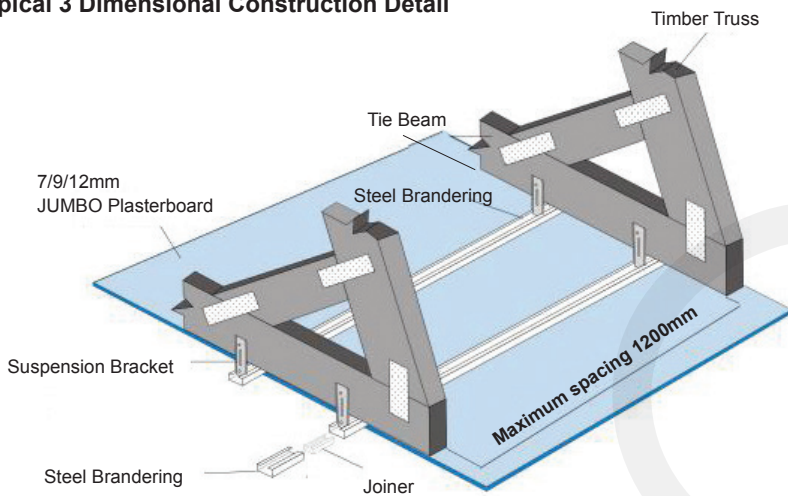 pical 3 Dimensional Construction Detail
Timber Truss
Tie Beam
7/9/12mm
JUMBO Plasterboard
Steel Brandering
Suspension Bracket
Maximum spacing 1200mm
Steel Brandering
Joiner